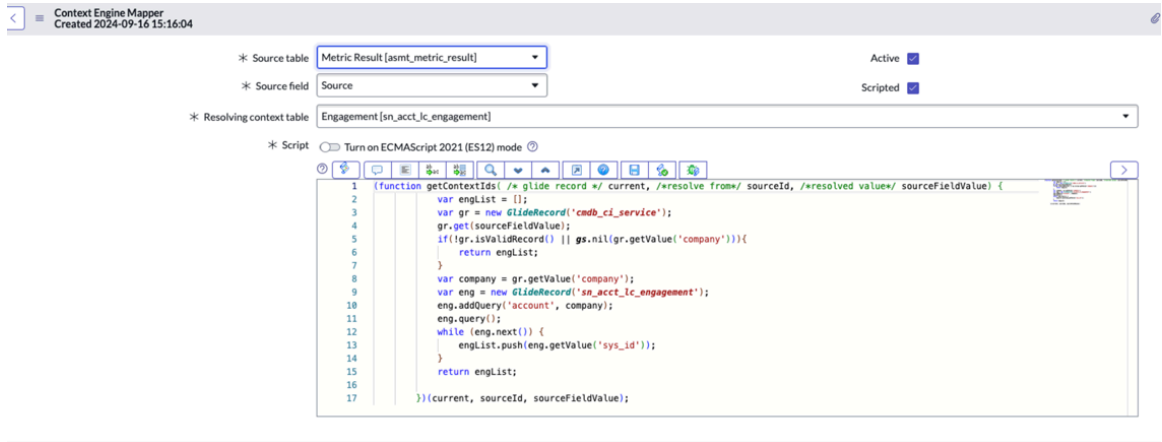 Context Engine Mapper
Created 2024-09-16 15:16:04
* Source table Metric Result [asmt_metric_result] Active
* Source field Source Scripted
* Resolving context table Engagement [sn_acct_lc_engagement]
* Script Turn on ECMAScript 2021 (ES12) mode
1 (function getContextIds( /* glide record */ current, /*resolve from*/ sourceId, /*resolved value*/ sourceFieldValue) {
2 var engList = [];
3 var gr = new GlideRecord('cmdb_ci_service');
4 gr.get(sourceFieldValue);
5 if(!gr.isValidRecord() || gs.nil(gr.getValue('company'))){
6 return engList;
7 }
8 var company = gr.getValue('company');
9 var eng = new GlideRecord('sn_acct_lc_engagement');
10 eng.addQuery('account', company);
11 eng.query();
12 while (eng.next()) {
13 engList.push(eng.getValue('sys_id'));
14 }
15 return engList;
16
17 })(current, sourceId, sourceFieldValue);